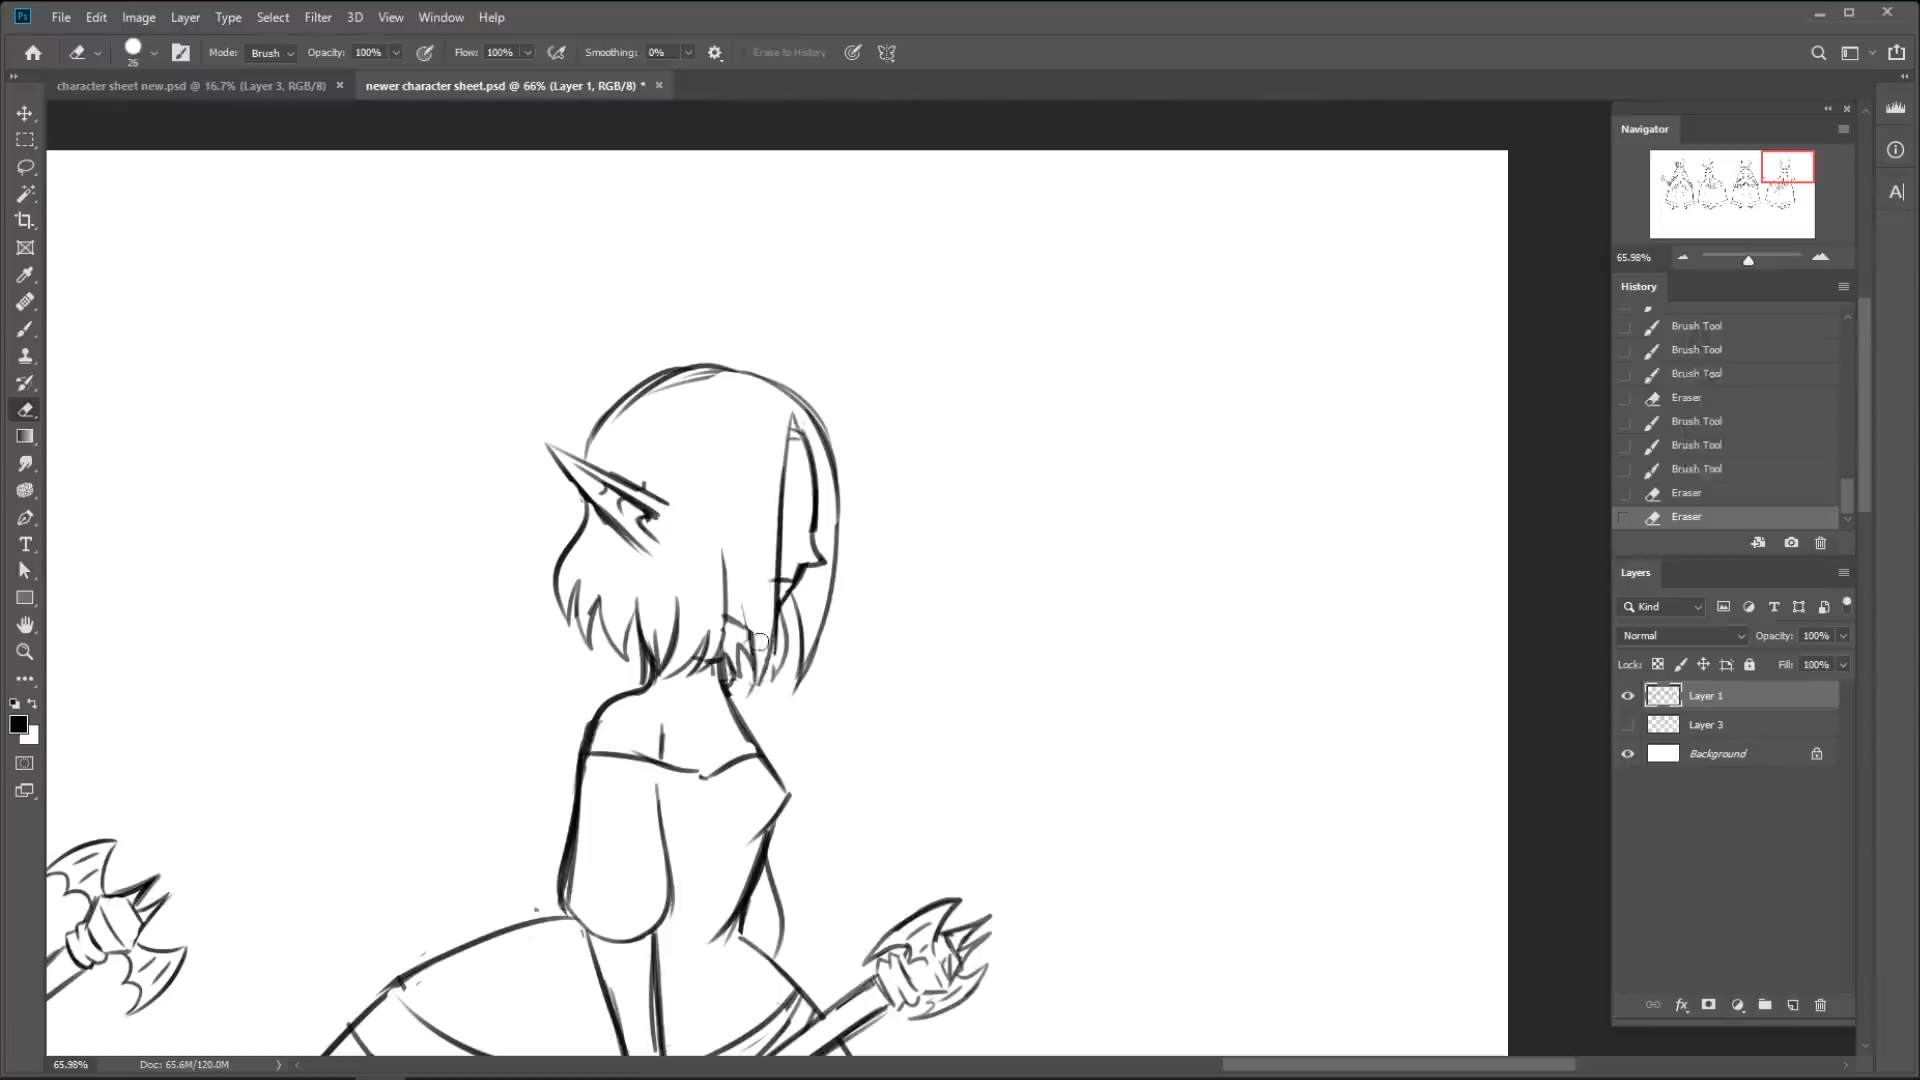 Ps File Edit Image Layer Type Select Filter 3D View Window Help
26 Mode: Brush Opacity: 100% Flow: 100% Smoothing: 0% Erase to History
character sheet new.psd @ 16.7% (Layer 3, RGB/8) newer character sheet.psd @ 66% (Layer 1, RGB/8) *
Navigator
65.98%
History
Brush Tool
Brush Tool
Brush Tool
Eraser
Brush Tool
Brush Tool
Brush Tool
Eraser
Eraser
Layers
Kind
Normal Opacity: 100%
Lock: Fill: 100%
Layer 1
Layer 3
Background
65.98% Doc: 65.6M/120.0M